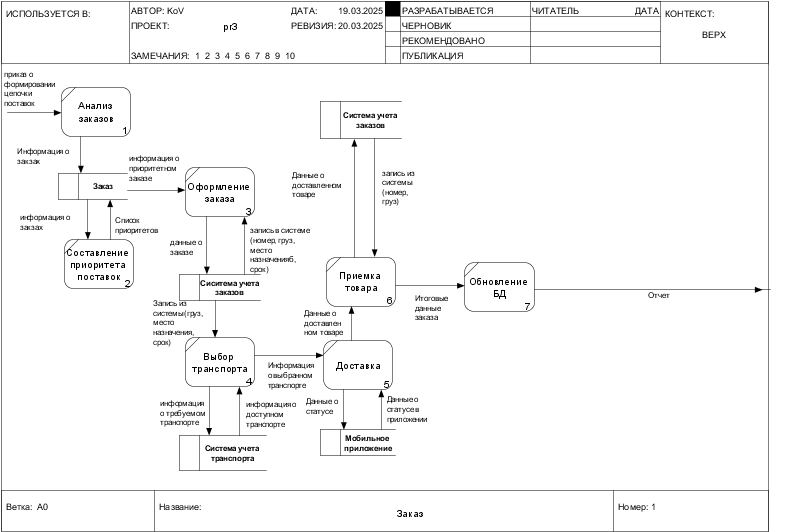 ИСПОЛЬЗУЕТСЯ В:
АВТОР: KoV
ДАТА: 19.03.2025
РАЗРАБАТЫВАЕТСЯ
ЧИТАТЕЛЬ
ДАТА
КОНТЕКСТ:
ПРОЕКТ: pr3
РЕВИЗИЯ: 20.03.2025
ЧЕРНОВИК
РЕКОМЕНДОВАНО
ВЕРХ
ЗАМЕЧАНИЯ: 1 2 3 4 5 6 7 8 9 10
ПУБЛИКАЦИЯ
приказ о
формировании
цепочки
поставок
Анализ
заказов
1
Информация о
закзак
Заказ
информация о
приоритетном
заказе
информация о
закзах
Список
приоритетов
Составление
приоритета
поставок
2
Оформление
заказа
3
данные о
заказе
запись в системе
(номер, груз,
место
назначенияб,
срок)
Сиситема учета
заказов
Запись из
системы(груз,
место
назначения,
срок)
Выбор
транспорта
4
информация
о требуемом
транспорте
информация о
доступном
транспорте
Система учета
транспорта
Информация
о выбранном
транспорте
Доставка
5
Данные о
статусе
Данные о
статусе в
приложении
Мобильное
приложение
Данные о
доставлен
ном товаре
Приемка
товара
6
Данные о
доставленном
товаре
запись из
системы
(номер,
груз)
Система учета
заказов
Итоговые
данные
заказа
Обновление
БД
7
Отчет
Ветка: А0
Название:
Заказ
Номер: 1